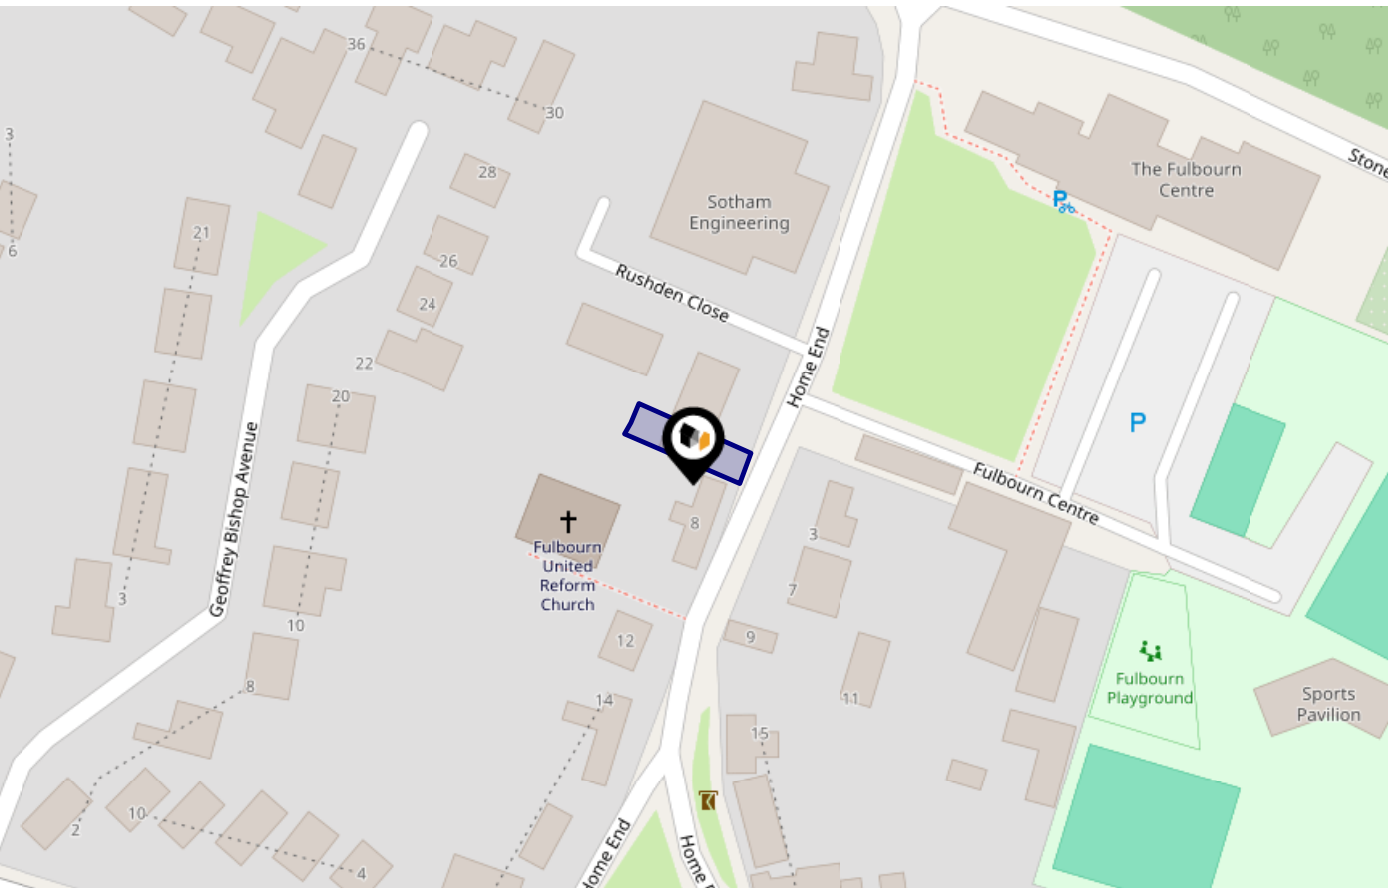 36
30
3
28
The Fulbourn
Centre
Stone
Sotham
Engineering
21
6
26
Rushden Close
24
22
Home End
20
P
Fulbourn Centre
Geoffrey Bishop Avenue
8
3
Fulbourn
United
Reform
Church
7
3
10
12
9
11
Fulbourn
Playground
Sports
Pavilion
8
14
15
10
2
4
Home End
Home E
P